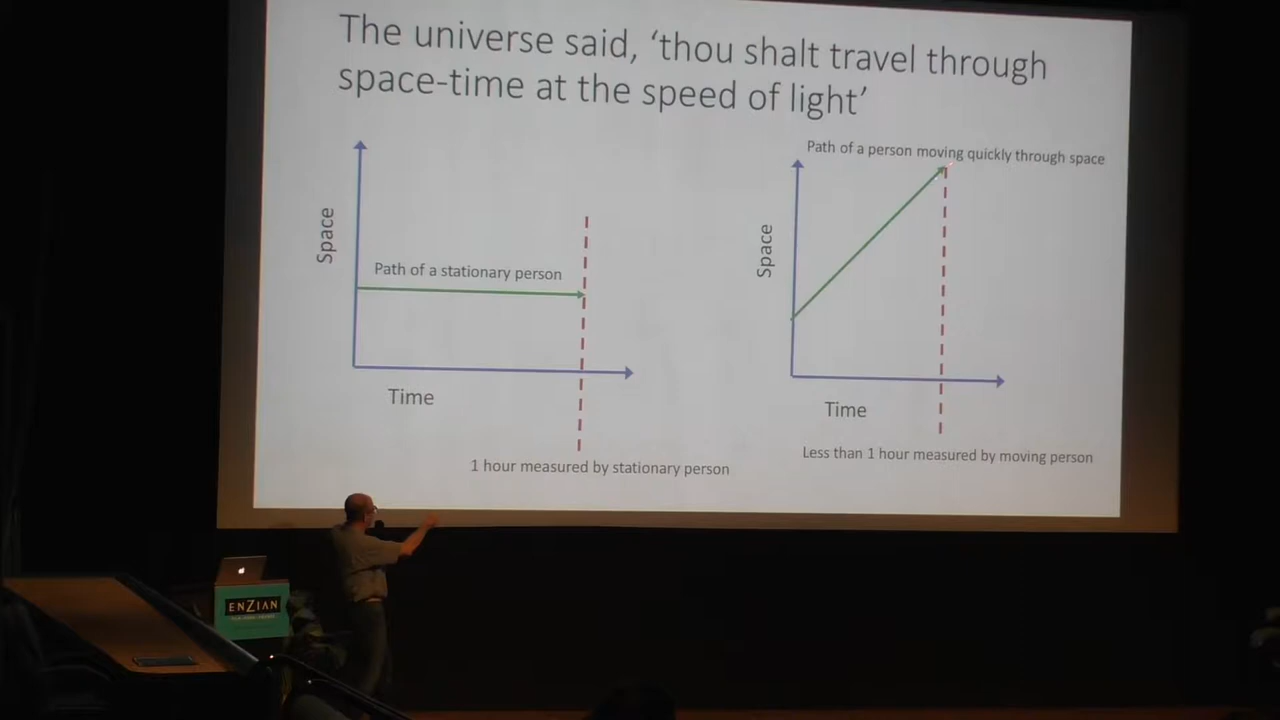 The universe said, ‘thou shalt travel through
space-time at the speed of light’
Space
Path of a stationary person
Time
1 hour measured by stationary person
Path of a person moving quickly through space
Space
Time
Less than 1 hour measured by moving person
ENZIAN